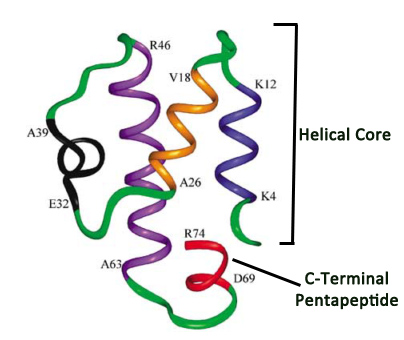 R46
V18
K12
A39
Helical Core
A26
E32
K4
R74
A63
D69
C-Terminal
Pentapeptide